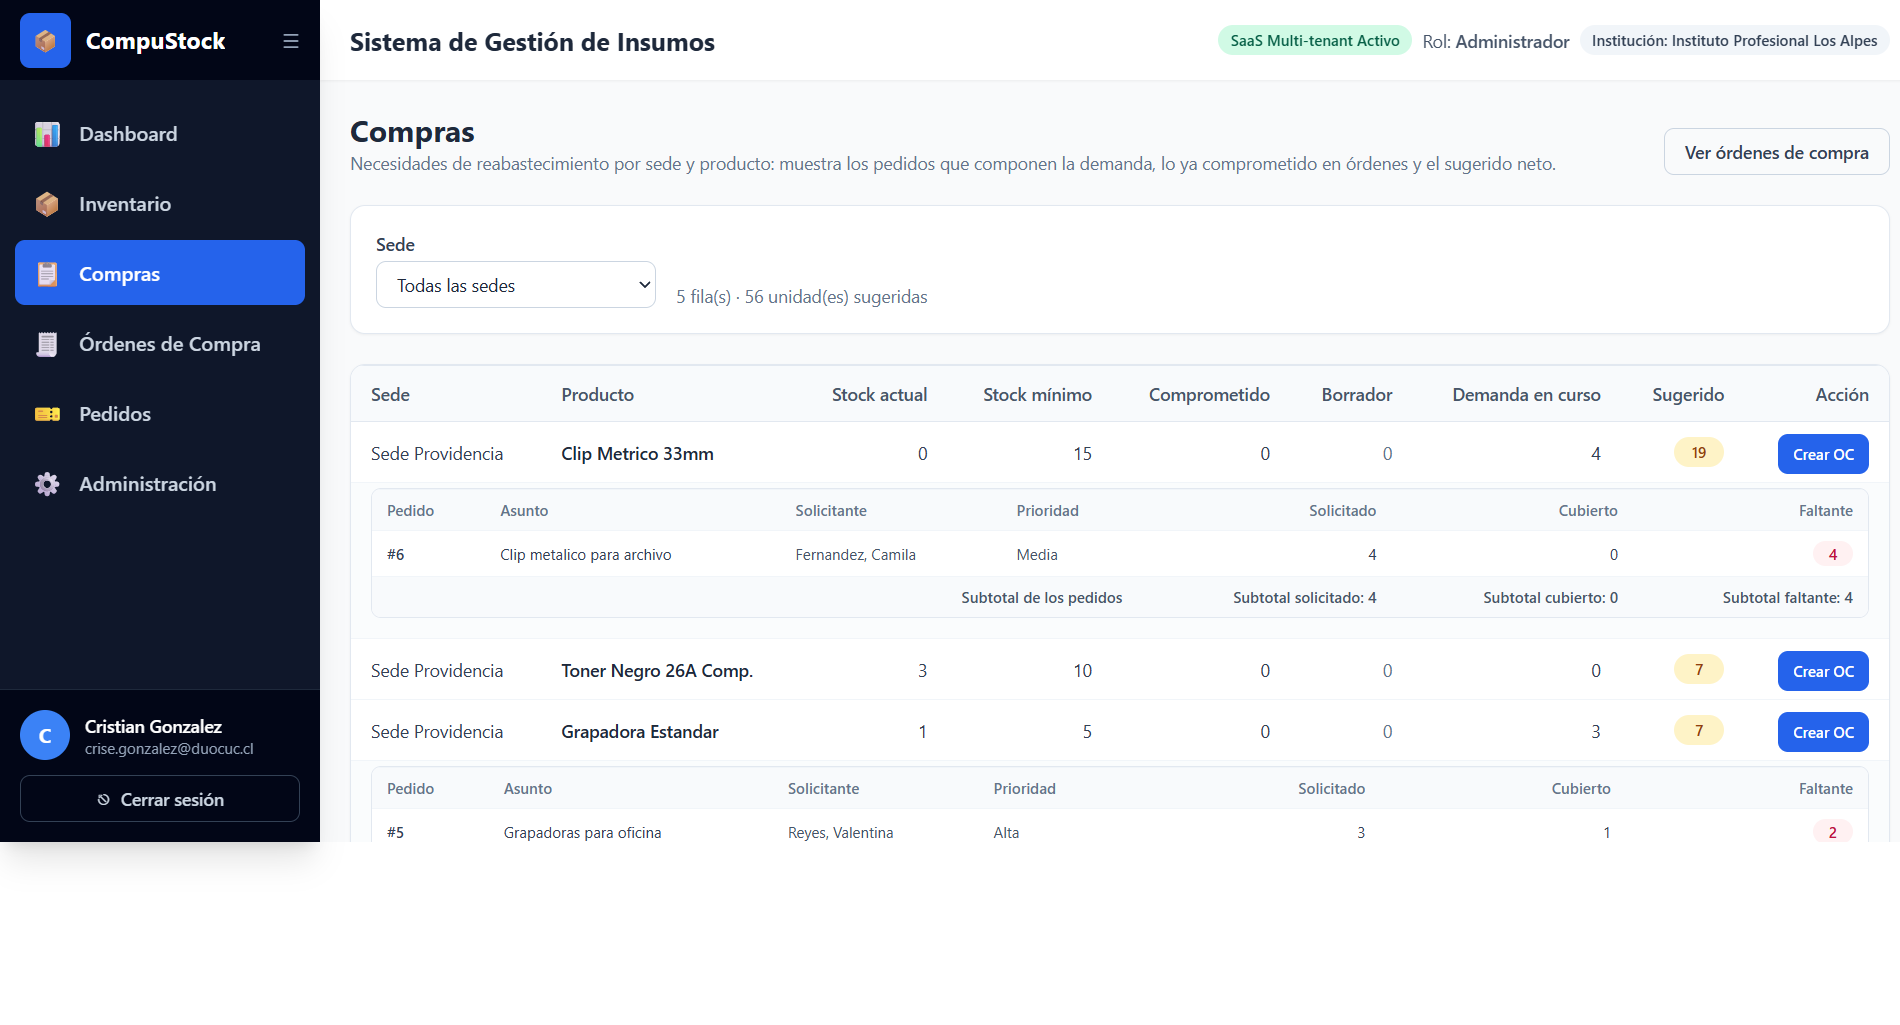 CompuStock
Sistema de Gestión de Insumos
SaaS Multi-tenant Activo
Rol: Administrador
Institución: Instituto Profesional Los Alpes
Dashboard
Inventario
Compras
Órdenes de Compra
Pedidos
Administración
C
Cristian Gonzalez
crise.gonzalez@duocuc.cl
Cerrar sesión
Compras
Necesidades de reabastecimiento por sede y producto: muestra los pedidos que componen la demanda, lo ya comprometido en órdenes y el sugerido neto.
Ver órdenes de compra
Sede
Todas las sedes
5 fila(s) · 56 unidad(es) sugeridas
Sede Producto Stock actual Stock mínimo Comprometido Borrador Demanda en curso Sugerido Acción
Sede Providencia Clip Metrico 33mm 0 15 0 0 4 19 Crear OC
Pedido Asunto Solicitante Prioridad Solicitado Cubierto Faltante
#6 Clip metalico para archivo Fernandez, Camila Media 4 0 4
Subtotal de los pedidos Subtotal solicitado: 4 Subtotal cubierto: 0 Subtotal faltante: 4
Sede Providencia Toner Negro 26A Comp. 3 10 0 0 0 7 Crear OC
Sede Providencia Grapadora Estandar 1 5 0 0 3 7 Crear OC
Pedido Asunto Solicitante Prioridad Solicitado Cubierto Faltante
#5 Grapadoras para oficina Reyes, Valentina Alta 3 1 2